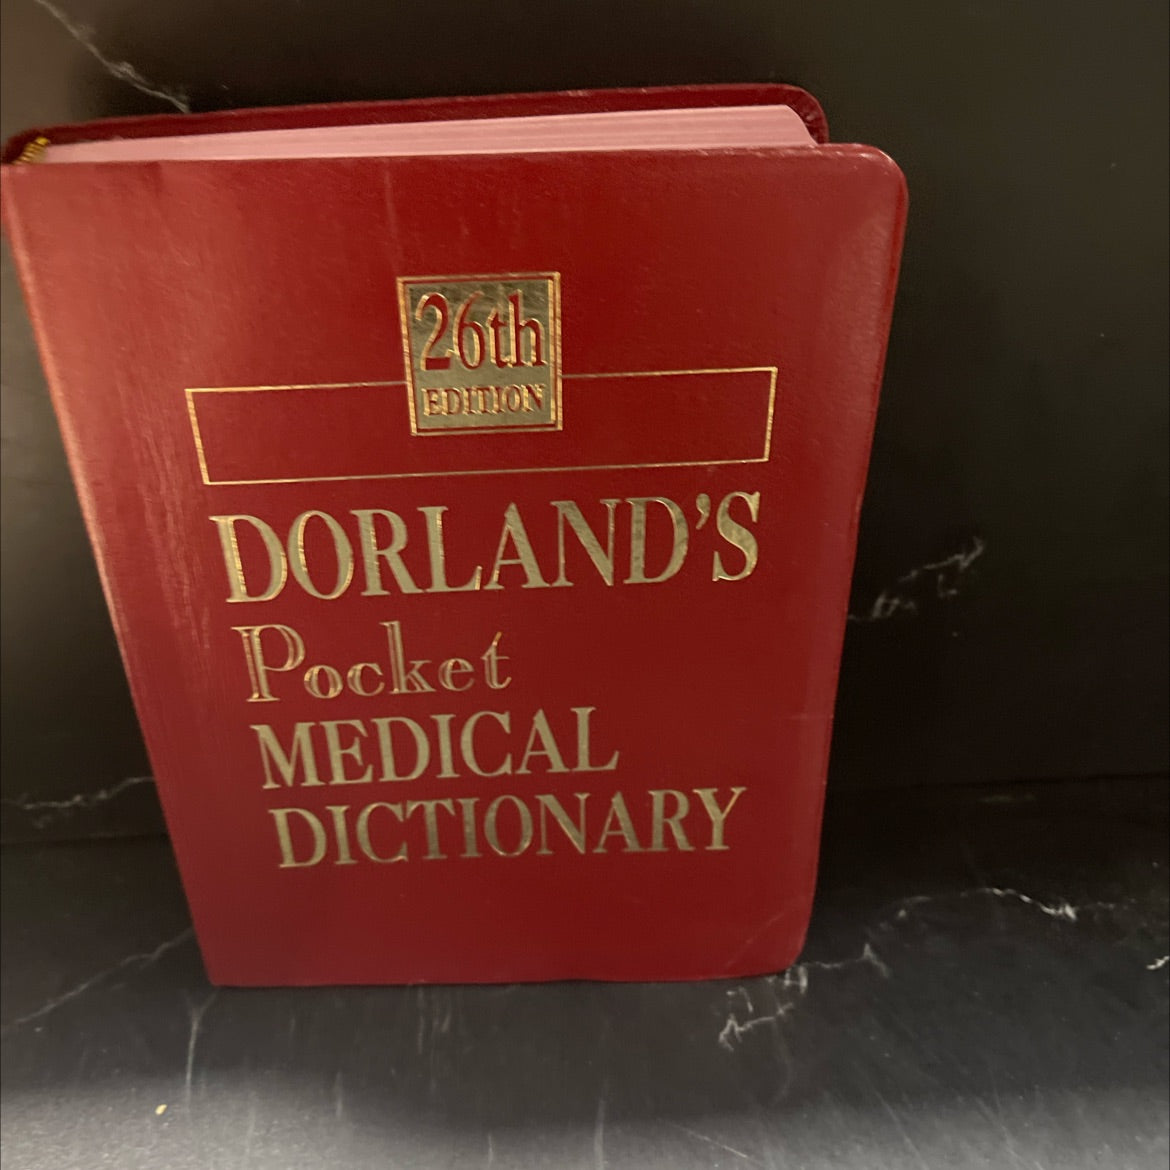 26th
EDITION
DORLAND'S
Pocket
MEDICAL
DICTIONARY